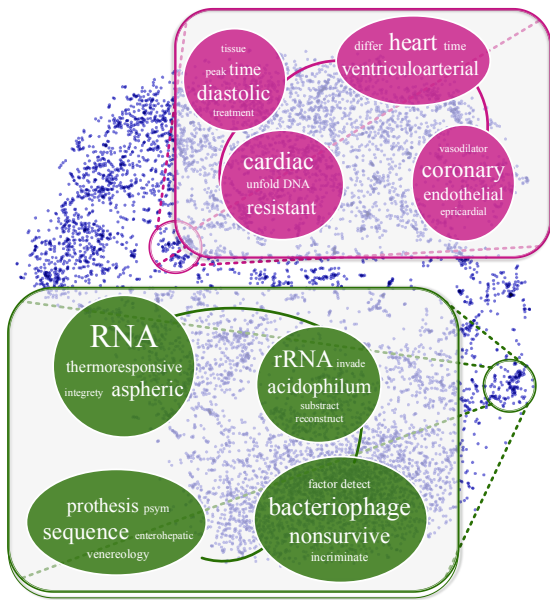 tissue
peak time
diastolic
treatment
differ heart time
ventriculoarterial
cardiac
unfold DNA
resistant
vasodilator
coronary
endothelial
epricardial
RNA
thermoresponsive
integrety aspheric
rRNA invade
acidophilum
substract
reconstruct
prothesis psym
sequence enterohepatic
venereology
factor detect
bacteriophage
nonsurvive
incriminate